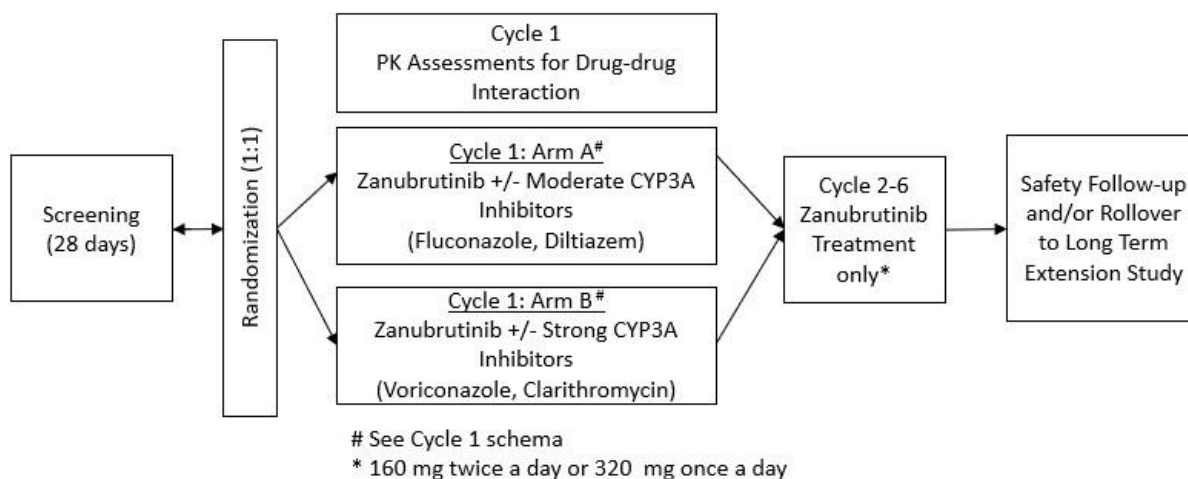 Screening
(28 days)
Randomization (1:1)
Cycle 1
PK Assessments for Drug-drug
Interaction
Cycle 1: Arm A#
Zanubrutinib +/- Moderate CYP3A
Inhibitors
(Fluconazole, Diltiazem)
Cycle 1: Arm B#
Zanubrutinib +/- Strong CYP3A
Inhibitors
(Voriconazole, Clarithromycin)
Cycle 2-6
Zanubrutinib
Treatment
only*
Safety Follow-up
and/or Rollover
to Long Term
Extension Study
# See Cycle 1 schema
* 160 mg twice a day or 320 mg once a day